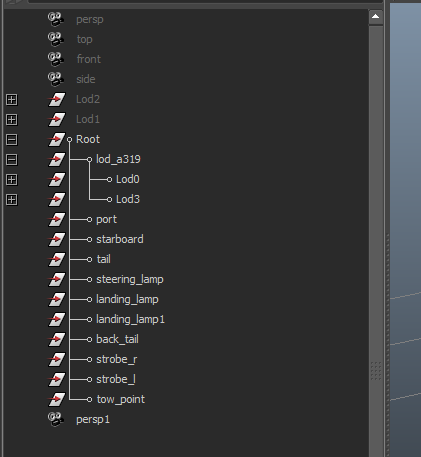 persp
top
front
side
Lod2
Lod1
Root
lod_a319
Lod0
Lod3
port
starboard
tail
steering_lamp
landing_lamp
landing_lamp1
back_tail
strobe_r
strobe_l
tow_point
persp1